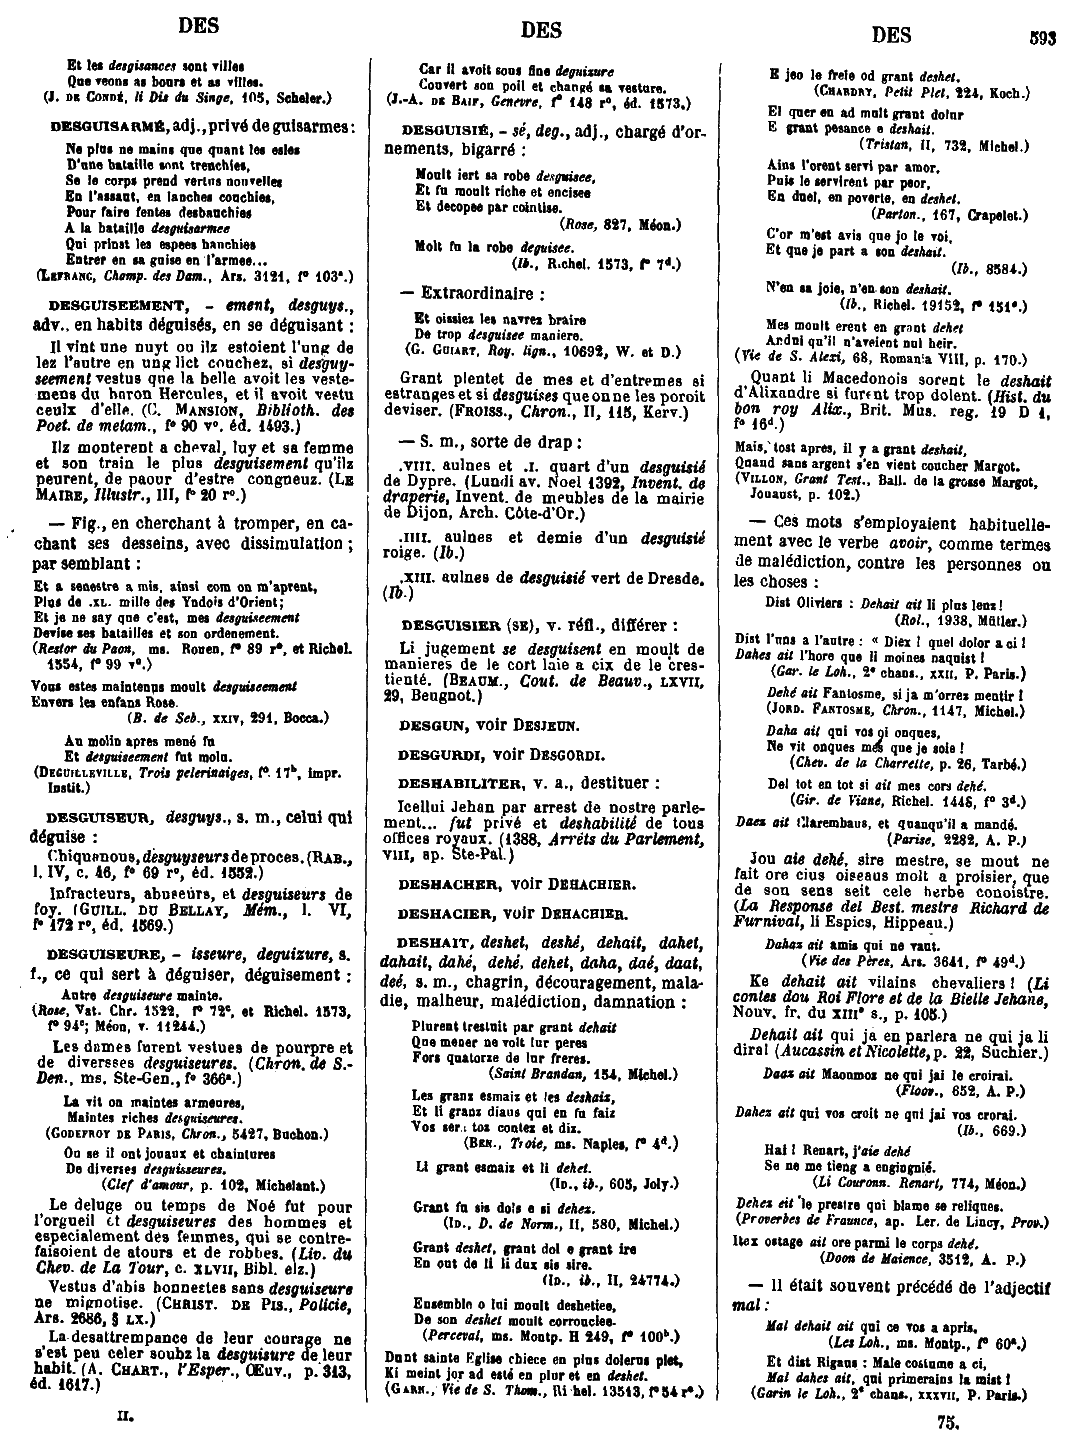 DES
Et les desgisances sont villes
Que veons as bours et as villes.
(J. DE CONDÉ, li Dis du Singe, 105, Scheler.)
DESGUISARMÉ, adj., privé de guisarmes :
Ne plus ne mains que quant les esles
D'une bataille sont trenchies,
Se le corps prend vertus nouvelles
En l'assaut, en lanches couchies,
Pour faire fentes desbauchies
A la bataille desguisarmee
Qui prinst les espees hanchies
Entrer en sa guise en l'armee...
(LEFRANC, Champ. des Dam., Ars. 3121, f° 103ª.)
DESGUISEEMENT, - ement, desguys.,
adv., en habits déguisés, en se déguisant :
Il vint une nuyt ou ilz estoient l'ung de
lez l'autre en ung lict couchez, si desguy-
seement vestus que la belle avoit les veste-
mens du baron Hercules, et il avoit vestu
ceulx d'elle. (C. MANSION, Biblioth. des
Poet. de metam., f° 90 v°. éd. 1493.)
Ilz monterent a cheval, luy et sa femme
et son train le plus desguisement qu'ilz
peurent, de paour d'estre congneuz. (LE
MAIRE, Illustr., III, f° 20 r°.)
— Fig., en cherchant à tromper, en ca-
chant ses desseins, avec dissimulation ;
par semblant :
Et a senestre a mis, ainsi com on m'aprent,
Plus de .XL. mille des Yndois d'Orient;
Et je ne say que c'est, mes desguiseement
Devise ses batailles et son ordenement.
(Restor du Paon, ms. Rouen, f° 89 r°, et Richel.
1554, f° 99 v°.)
Vous estes maintenus moult desguiseement
Envers les enfans Rose.
(B. de Seb., XXIV, 291, Bocca.)
Au molin apres mené fu
Et desguiseement fut molu.
(DEGUILLEVILLE, Trois pelerinaiges, f° 17ᵇ, impr.
Instit.)
DESGUISEUR, desguys., s. m., celui qui
déguise :
Chiquanous, desguyseurs de proces. (RAB.,
l. IV, c. 46, f° 69 r°, éd. 1552.)
Infracteurs, abuseurs, et desguiseurs de
foy. (GUILL. DU BELLAY, Mém., l. VI,
f° 172 r°, éd. 1569.)
DESGUISEURE, - isseure, deguizure, s.
f., ce qui sert à déguiser, déguisement :
Autre desguiseure mainte.
(Rose, Vat. Chr. 1522, f° 72ᵉ, et Richel. 1573,
f° 94ᶜ; Méon, v. 11244.)
Les dames furent vestues de pourpre et
de diversses desguiseures. (Chron. de S.-
Den., ms. Ste-Gen., f° 366ª.)
La vit on maintes armeures,
Maintes riches desguiseures.
(GODEFROY DE PARIS, Chron., 5427, Buchon.)
Ou se il ont jouaux et chaintures
De diverses desguisseures.
(Clef d'amour, p. 102, Michelant.)
Le deluge ou temps de Noé fut pour
l'orgueil et desguiseures des hommes et
especialement des femmes, qui se contre-
faisoient de atours et de robbes. (Liv. du
Chev. de La Tour, c. XLVII, Bibl. elz.)
Vestus d'abis honnestes sans desguiseure
ne mignotise. (CHRIST. DE PIS., Policie,
Ars. 2686, § LX.)
La desattrempance de leur courage ne
s'est peu celer soubz la desguisure de leur
habit. (A. CHART., l'Esper., Œuv., p. 313,
éd. 1617.)
II.
DES
Car il avoit sous fine deguizure
Couvert son poil et changé sa vesture.
(J.-A. DE BAIF, Genevre, f° 148 r°, éd. 1573.)
DESGUISIÉ, - sé, deg., adj., chargé d'or-
nements, bigarré :
Moult iert sa robe desguisee,
Et fu moult riche et encisee
Et decopee par cointise.
(Rose, 827, Méon.)
Molt fu la robe deguisee.
(Ib., Richel. 1573, f° 7ᵈ.)
— Extraordinaire :
Et oissiez les navrez braire
De trop desguisee maniere.
(G. GUIART, Roy. lign., 10692, W. et D.)
Grant plentet de mes et d'entremes si
estranges et si desguises que on ne les poroit
deviser. (FROISS., Chron., II, 115, Kerv.)
— S. m., sorte de drap :
.VIII. aulnes et .I. quart d'un desguisié
de Dypre. (Lundi av. Noel 1392, Invent. de
draperie, Invent. de meubles de la mairie
de Dijon, Arch. Côte-d'Or.)
.IIII. aulnes et demie d'un desguisié
roige. (Ib.)
.XIII. aulnes de desguisié vert de Dresde.
(Ib.)
DESGUISIER (SE), v. réfl., différer :
Li jugement se desguisent en moult de
manieres de le cort laie a cix de le cres-
tienté. (BEAUM., Cout. de Beauv., LXVII,
29, Beugnot.)
DESGUN, voir DESJEUN.
DESGURDI, voir DESGORDI.
DESHABILITER, v. a., destituer :
Icellui Jehan par arrest de nostre parle-
ment... fut privé et deshabilité de tous
offices royaux. (1388, Arrêts du Parlement,
VIII, ap. Ste-Pal.)
DESHACHER, voir DEHACHIER.
DESHACIER, voir DEHACHIER.
DESHAIT, deshet, deshé, dehait, dahet,
dahait, dahé, dehé, dehet, daha, daé, daat,
deé, s. m., chagrin, découragement, mala-
die, malheur, malédiction, damnation :
Plurent trestuit par grant dehait
Que mener ne volt lur peres
Fors quatorze de lur freres.
(Saint Brandan, 154, Michel.)
Les granz esmaiz et les deshaiz,
Et li granz diaus qui en fu faiz
Vos ser: toz contez et diz.
(BEN., Troie, ms. Naples, f° 4ᵈ.)
Li grant esmaiz et li dehet.
(ID., ib., 605, Joly.)
Grant fu sis dols e si dehez.
(ID., D. de Norm., II, 580, Michel.)
Grant deshet, grant dol e grant ire
En out de li li dux sis sire.
(ID., ib., II, 24774.)
Ensemble o lui moult deshetiee,
De son deshet moult corrouciee.
(Perceval, ms. Montp. H 249, f° 100ᵇ.)
Dunt sainte Eglise chiece en plus dolerus plet,
Ki meint jor ad esté en plur et en deshet.
(GARN., Vie de S. Thom., Richel. 13513, f° 54 r°.)
DES
593
E jeo le frele od grant deshet.
(CHARDRY, Petit Plet, 224, Koch.)
El quer en ad mult grant dolur
E grant pesance e deshait.
(Tristan, II, 732, Michel.)
Ains l'orent servi par amor,
Puis le servirent par peor,
En duel, en poverte, en deshet.
(Parton., 167, Crapelet.)
C'or m'est avis que jo le voi,
Et que je part a son deshait.
(Ib., 8584.)
N'en sa joie, n'en son deshait.
(Ib., Richel. 19152, f° 151ᵉ.)
Mes moult erent en grant dehet
Ardni qu'il n'aveient nul heir.
(Vie de S. Alexi, 68, Romania VIII, p. 170.)
Quant li Macedonois sorent le deshait
d'Alixandre si furent trop dolent. (Hist. du
bon roy Alix., Brit. Mus. reg. 19 D 1,
f° 16ᵈ.)
Mais, tost apres, il y a grant deshait,
Quand sans argent s'en vient coucher Margot.
(VILLON, Grant Test., Ball. de la grosse Margot,
Jouaust, p. 102.)
— Ces mots s'employaient habituelle-
ment avec le verbe avoir, comme termes
de malédiction, contre les personnes ou
les choses :
Dist Oliviers : Dehait ait li plus lenz !
(Rol., 1938, Müller.)
Dist l'uns a l'autre : « Diex ! quel dolor a ci !
Dahes ait l'hore que li moines naquist !
(Gar. le Loh., 2ᵉ chans., XXII, P. Paris.)
Dehé ait Fantosme, si ja m'orrez mentir !
(JORD. FANTOSME, Chron., 1147, Michel.)
Daha ait qui vos oi onques,
Ne vit onques més que je soie !
(Chev. de la Charrette, p. 26, Tarbé.)
Del tot en tot si ait mes cors dehé.
(Gir. de Viane, Richel. 1448, f° 3ᵈ.)
Daez ait Clarembaus, et quanqu'il a mandé.
(Parise, 2282, A. P.)
Jou aie dehé, sire mestre, se mout ne
fait ore cius oiseaus molt a proisier, que
de son sens seit cele herbe conoistre.
(La Response del Best. mestre Richard de
Furnival, li Espics, Hippeau.)
Dahaz ait amis qui ne vaut.
(Vie des Pères, Ars. 3641, f° 49ᵈ.)
Ke dehait ait vilains chevaliers ! (Li
contes dou Roi Flore et de la Bielle Jehane,
Nouv. fr. du XIIIᵉ s., p. 105.)
Dehait ait qui ja en parlera ne qui ja li
dira! (Aucassin et Nicolette, p. 22, Suchier.)
Daaz ait Maonmoz ne qui jai le croirai.
(Floov., 652, A. P.)
Dahez ait qui vos croit ne qni jai vos crorai.
(Ib., 669.)
Hai ! Renart, j'aie dehé
Se ne me tieng a engingnié.
(Li Couronn. Renart, 774, Méon.)
Dehez eit le prestre qui blame se reliques.
(Proverbes de Fraunce, ap. Ler. de Lincy, Prov.)
Itex ostage ait ore parmi le corps dehé.
(Doon de Maience, 3512, A. P.)
— Il était souvent précédé de l'adjectif
mal :
Mal dehait ait qui ce vos a apris.
(Les Loh., ms. Montp., f° 60ᵃ.)
Et dist Rigaus : Male costume a ci,
Mal dahes ait, qui primerains la mist !
(Garin le Loh., 2ᵉ chans., XXXVII, P. Paris.)
75.